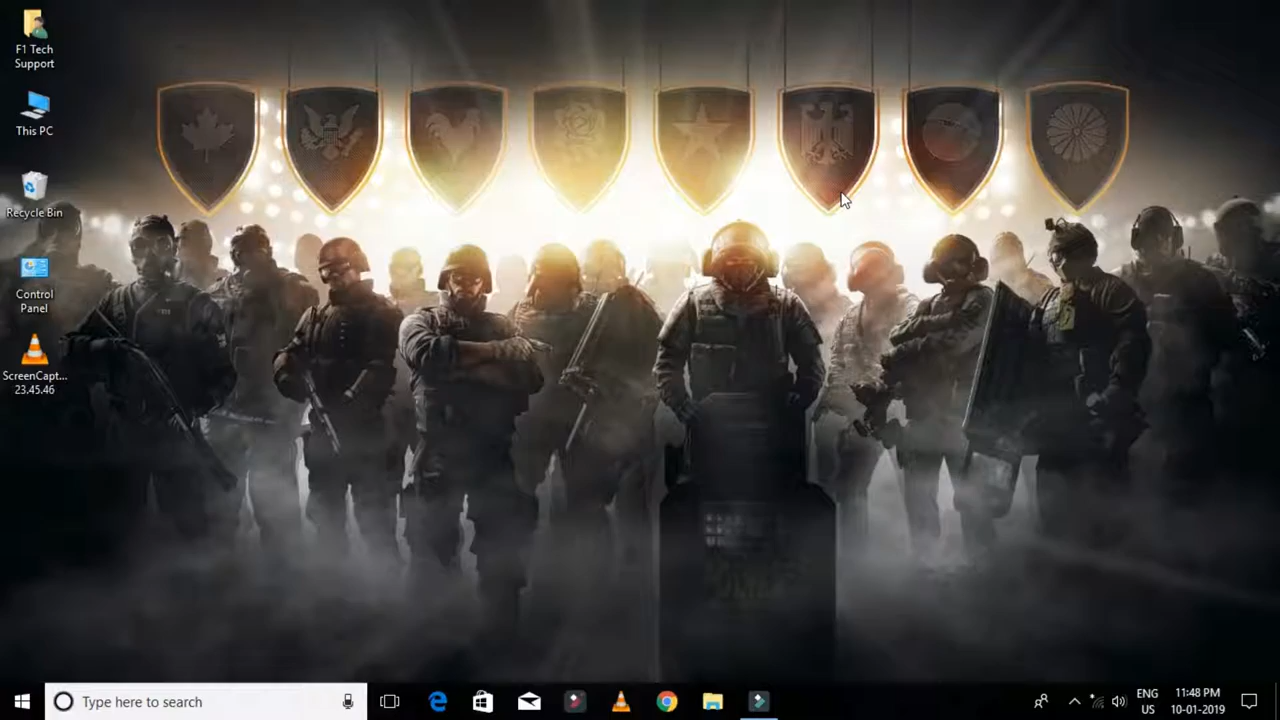 F1 Tech
Support
This PC
Recycle Bin
Control
Panel
ScreenCapt...
23.45.46
Type here to search
ENG
US
11:48 PM
10-01-2019